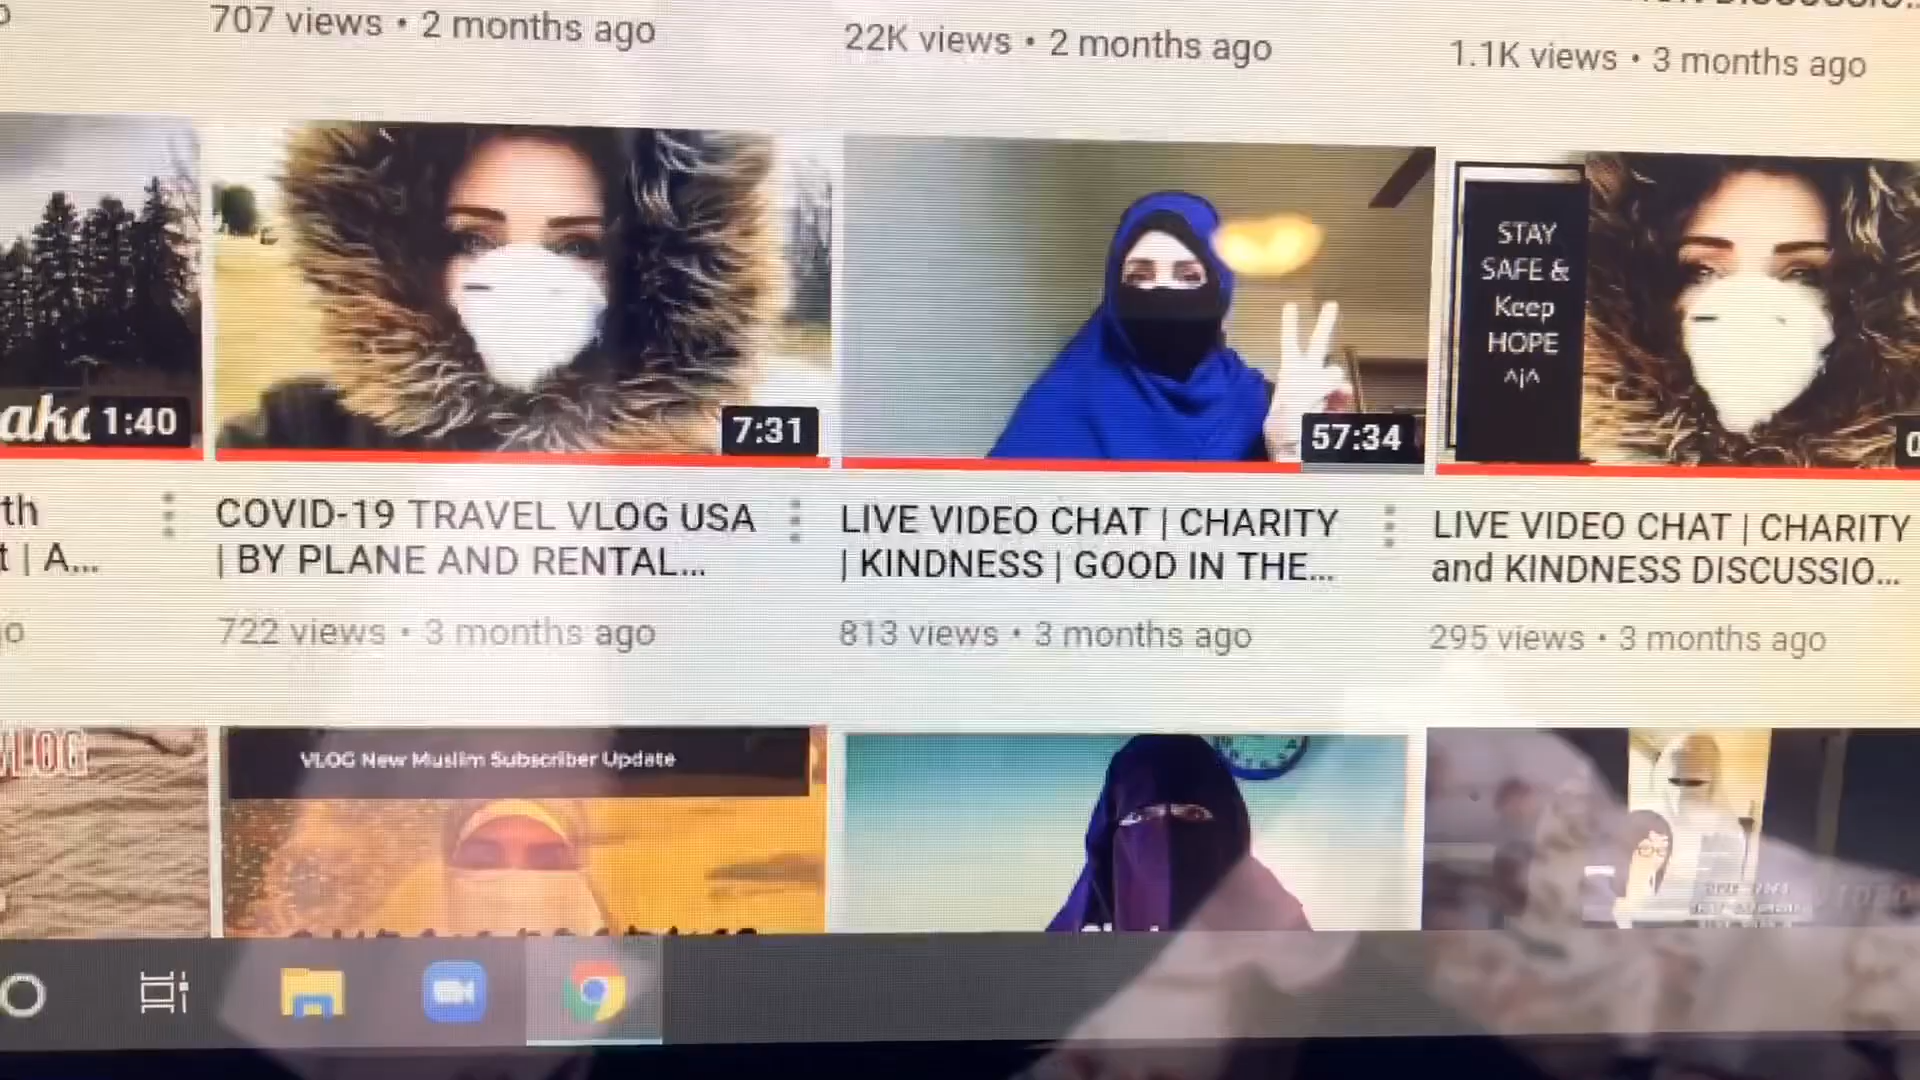 707 views • 2 months ago
22K views • 2 months ago
1.1K views • 3 months ago
1:40
7:31
57:34
STAY
SAFE &
Keep
HOPE
^j^
th
t | A...
COVID-19 TRAVEL VLOG USA
| BY PLANE AND RENTAL...
722 views • 3 months ago
LIVE VIDEO CHAT | CHARITY
| KINDNESS | GOOD IN THE...
813 views • 3 months ago
LIVE VIDEO CHAT | CHARITY
and KINDNESS DISCUSSIO...
295 views • 3 months ago
VLOG New Muslim Subscriber Update